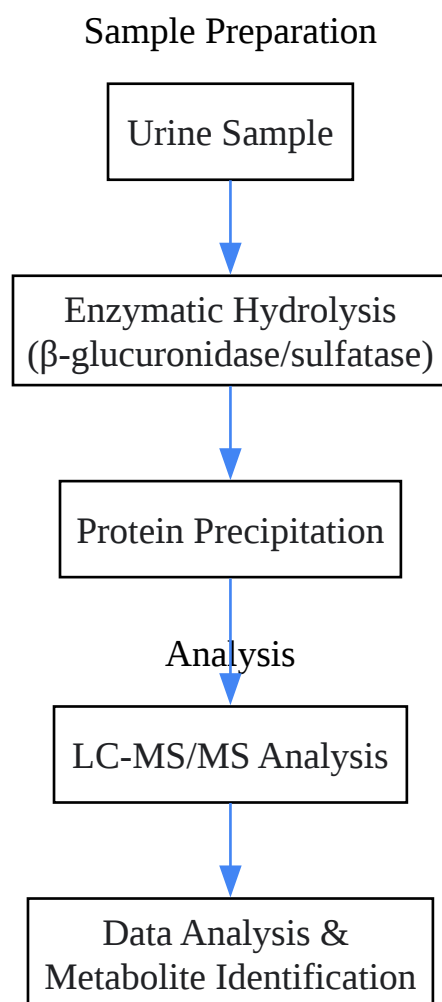 Sample Preparation
Urine Sample
Enzymatic Hydrolysis
(β-glucuronidase/sulfatase)
Protein Precipitation
Analysis
LC-MS/MS Analysis
Data Analysis &
Metabolite Identification